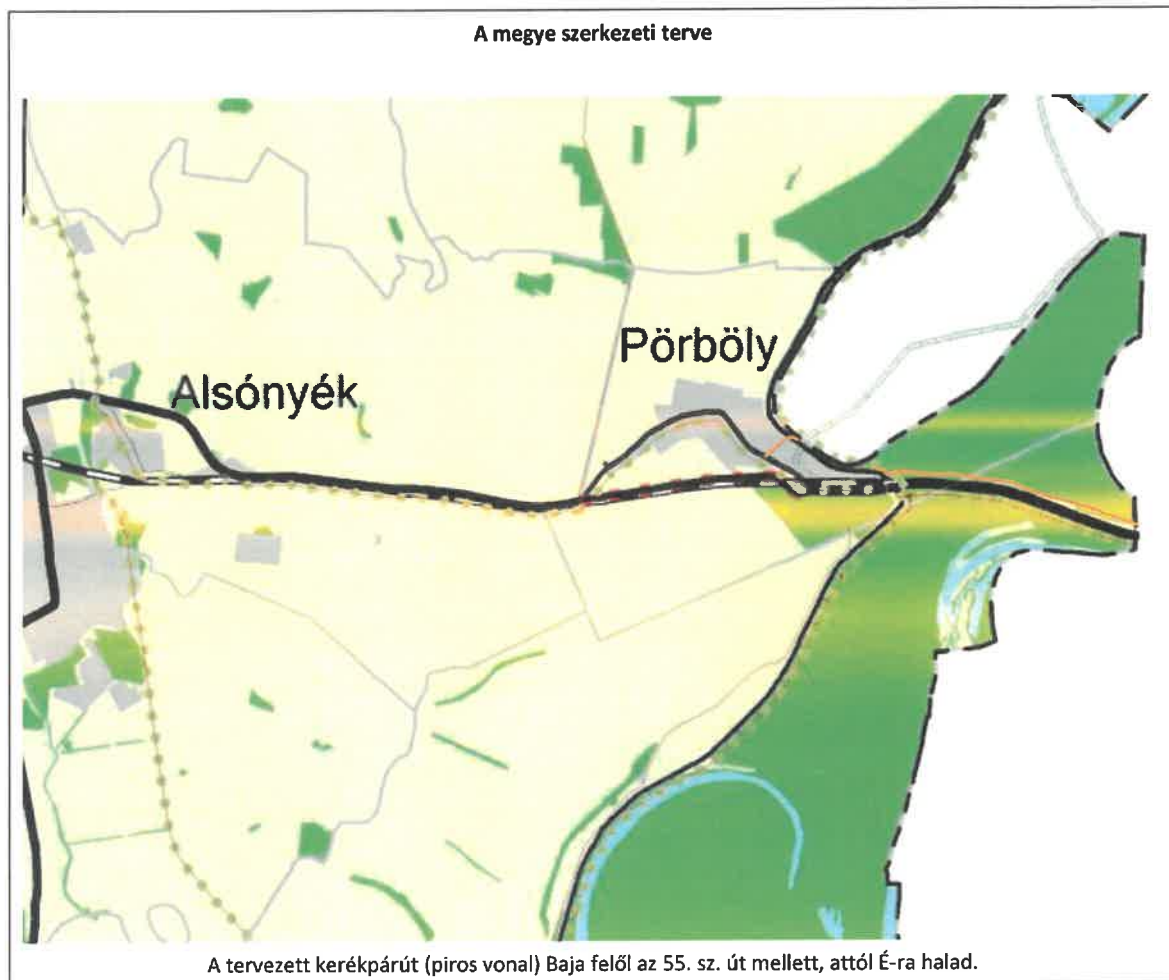 A megye szerkezeti terve
Pörböly
Alsónyék
A tervezett kerékpárút (piros vonal) Baja felől az 55. sz. út mellett, attól É-ra halad.